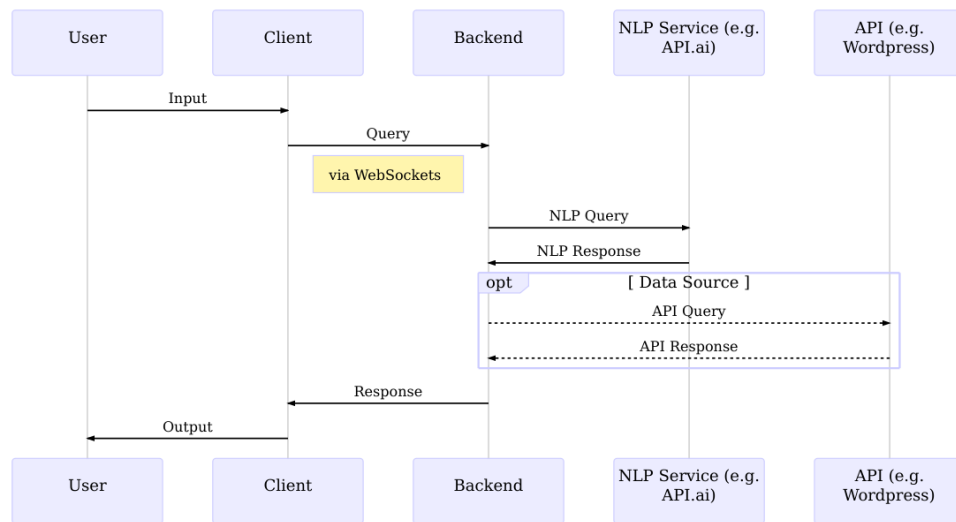 User
Client
Backend
NLP Service (e.g.
API.ai)
API (e.g.
Wordpress)
Input
Query
via WebSockets
NLP Query
NLP Response
opt
[ Data Source ]
API Query
API Response
Response
Output
User
Client
Backend
NLP Service (e.g.
API.ai)
API (e.g.
Wordpress)